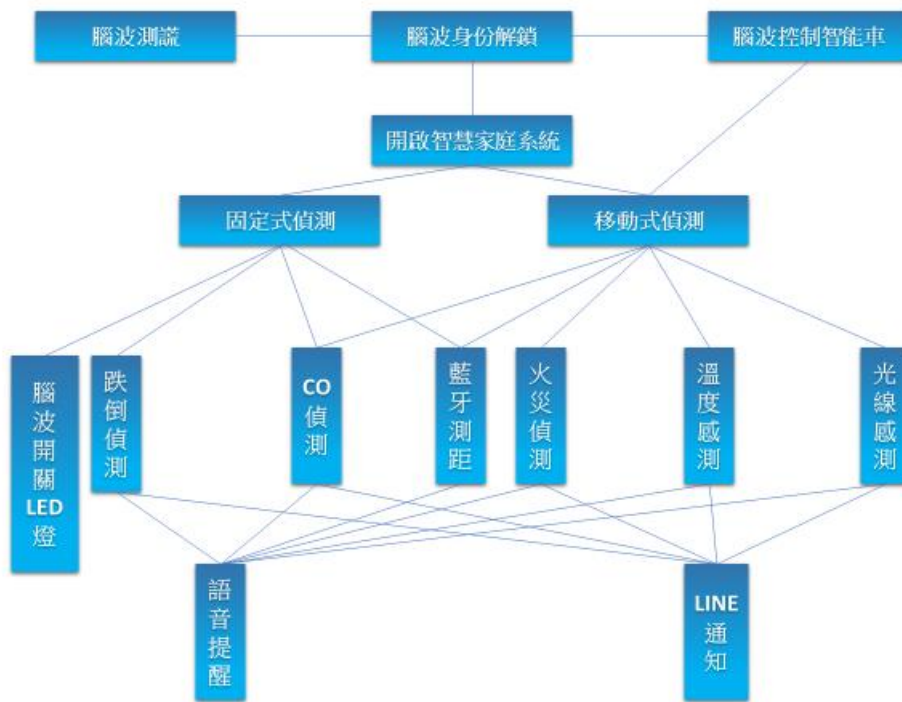 腦波測謊
腦波身份解鎖
腦波控制智能車
開啟智慧家庭系統
固定式偵測
移動式偵測
腦波開關LED燈
跌倒偵測
CO偵測
藍牙測距
火災偵測
溫度感測
光線感測
語音提醒
LINE通知